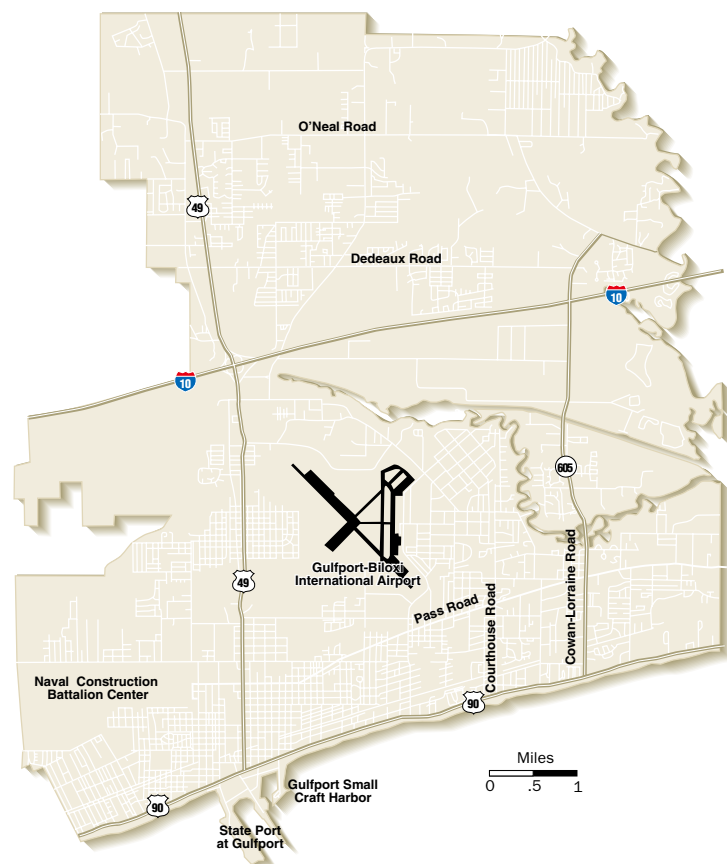 O'Neal Road
49
Dedeaux Road
10
10
605
Gulfport-Biloxi
International Airport
49
Pass Road
Courthouse Road
Cowan-Lorraine Road
Naval Construction
Battalion Center
90
Miles
0 .5 1
Gulfport Small
Craft Harbor
90
State Port
at Gulfport